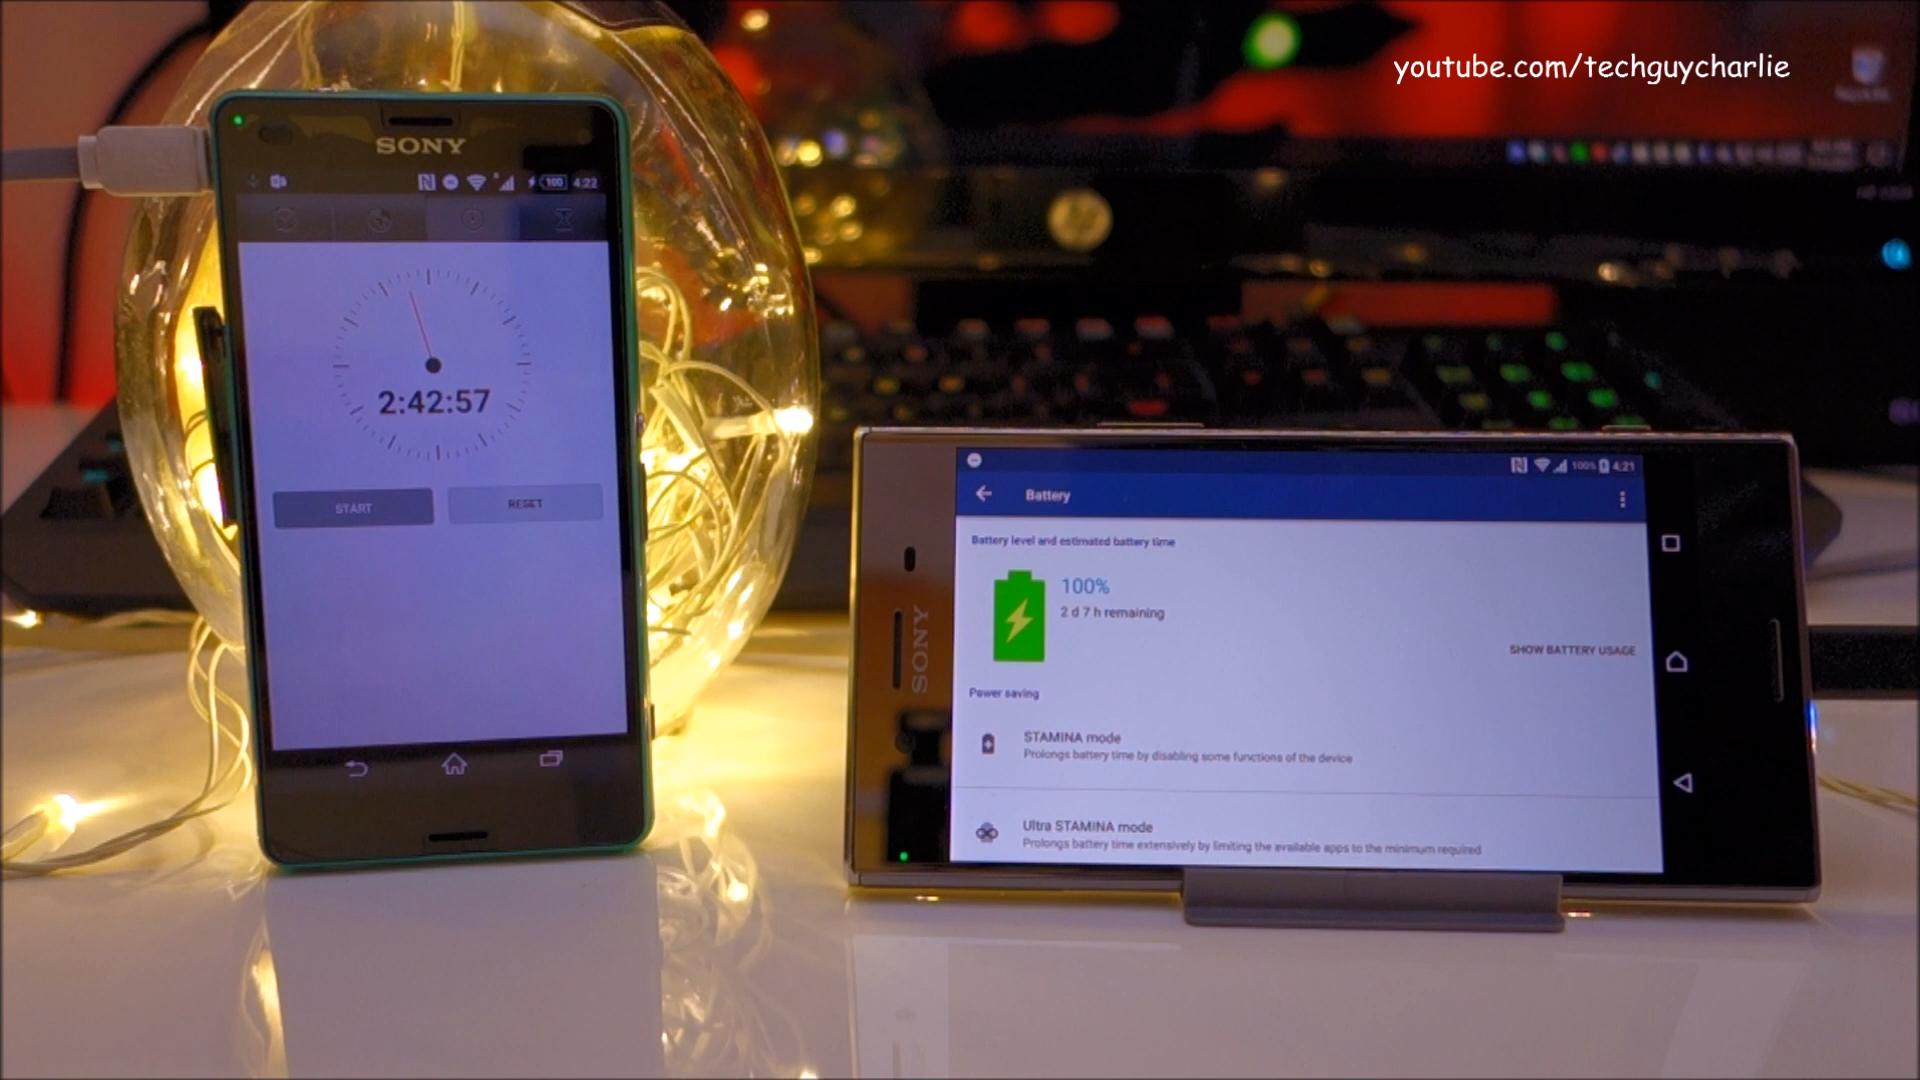 youtube.com/techguycharlie
SONY
100 4:22
2:42:57
START
RESET
100% 4:21
Battery
Battery level and estimated battery time
100%
2 d 7 h remaining
SHOW BATTERY USAGE
Power saving
STAMINA mode
Prolongs battery time by disabling some functions of the device
Ultra STAMINA mode
Prolongs battery time extensively by limiting the available apps to the minimum required
SONY